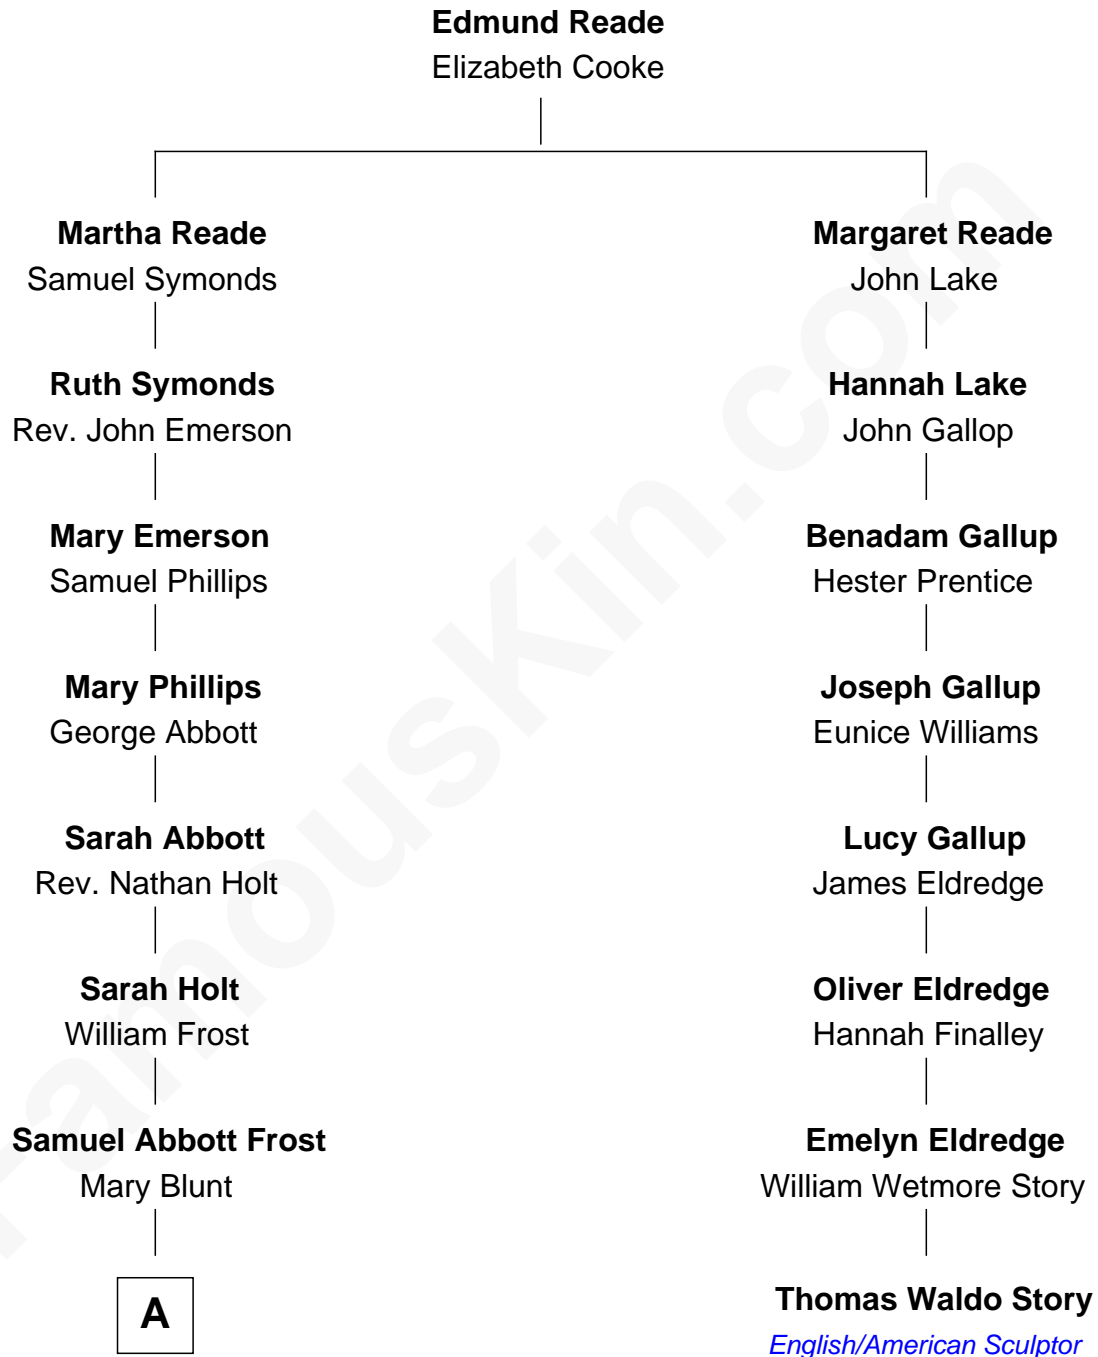 Edmund Reade
Elizabeth Cooke
Martha Reade
Samuel Symonds
Margaret Reade
John Lake
Ruth Symonds
Rev. John Emerson
Hannah Lake
John Gallop
Mary Emerson
Samuel Phillips
Benadam Gallup
Hester Prentice
Mary Phillips
George Abbott
Joseph Gallup
Eunice Williams
Sarah Abbott
Rev. Nathan Holt
Lucy Gallup
James Eldredge
Sarah Holt
William Frost
Oliver Eldredge
Hannah Finalley
Samuel Abbott Frost
Mary Blunt
Emelyn Eldredge
William Wetmore Story
A
Thomas Waldo Story
English/American Sculptor
FamousKin.com